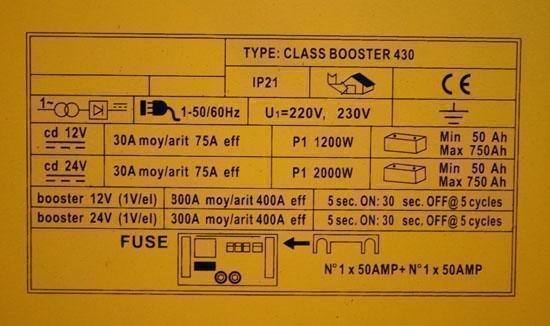 TYPE: CLASS BOOSTER 430
IP21 CE
1~ 1-50/60Hz U1=220V, 230V
cd 12V 30A moy/arit 75A eff P1 1200W Min 50 Ah
Max 750Ah
cd 24V 30A moy/arit 75A eff P1 2000W Min 50 Ah
Max 750 Ah
booster 12V (1V/el) 300A moy/arit 400A eff 5 sec. ON: 30 sec. OFF@ 5 cycles
booster 24V (1V/el) 300A moy/arit 400A eff 5 sec. ON: 30 sec. OFF@ 5 cycles
FUSE
N° 1 x 50AMP+ N° 1 x 50AMP